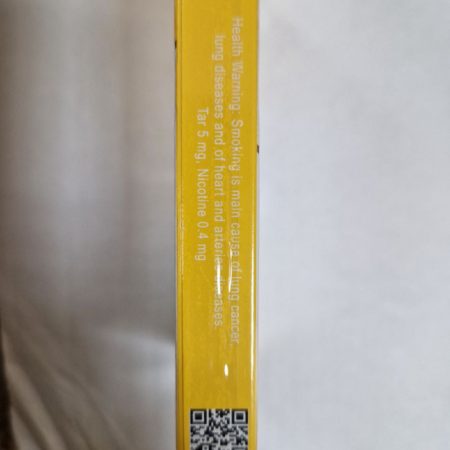 Health Warning: Smoking is main cause of lung cancer,
lung diseases and of heart and arteries diseases.
Tar 5 mg, Nicotine 0.4 mg